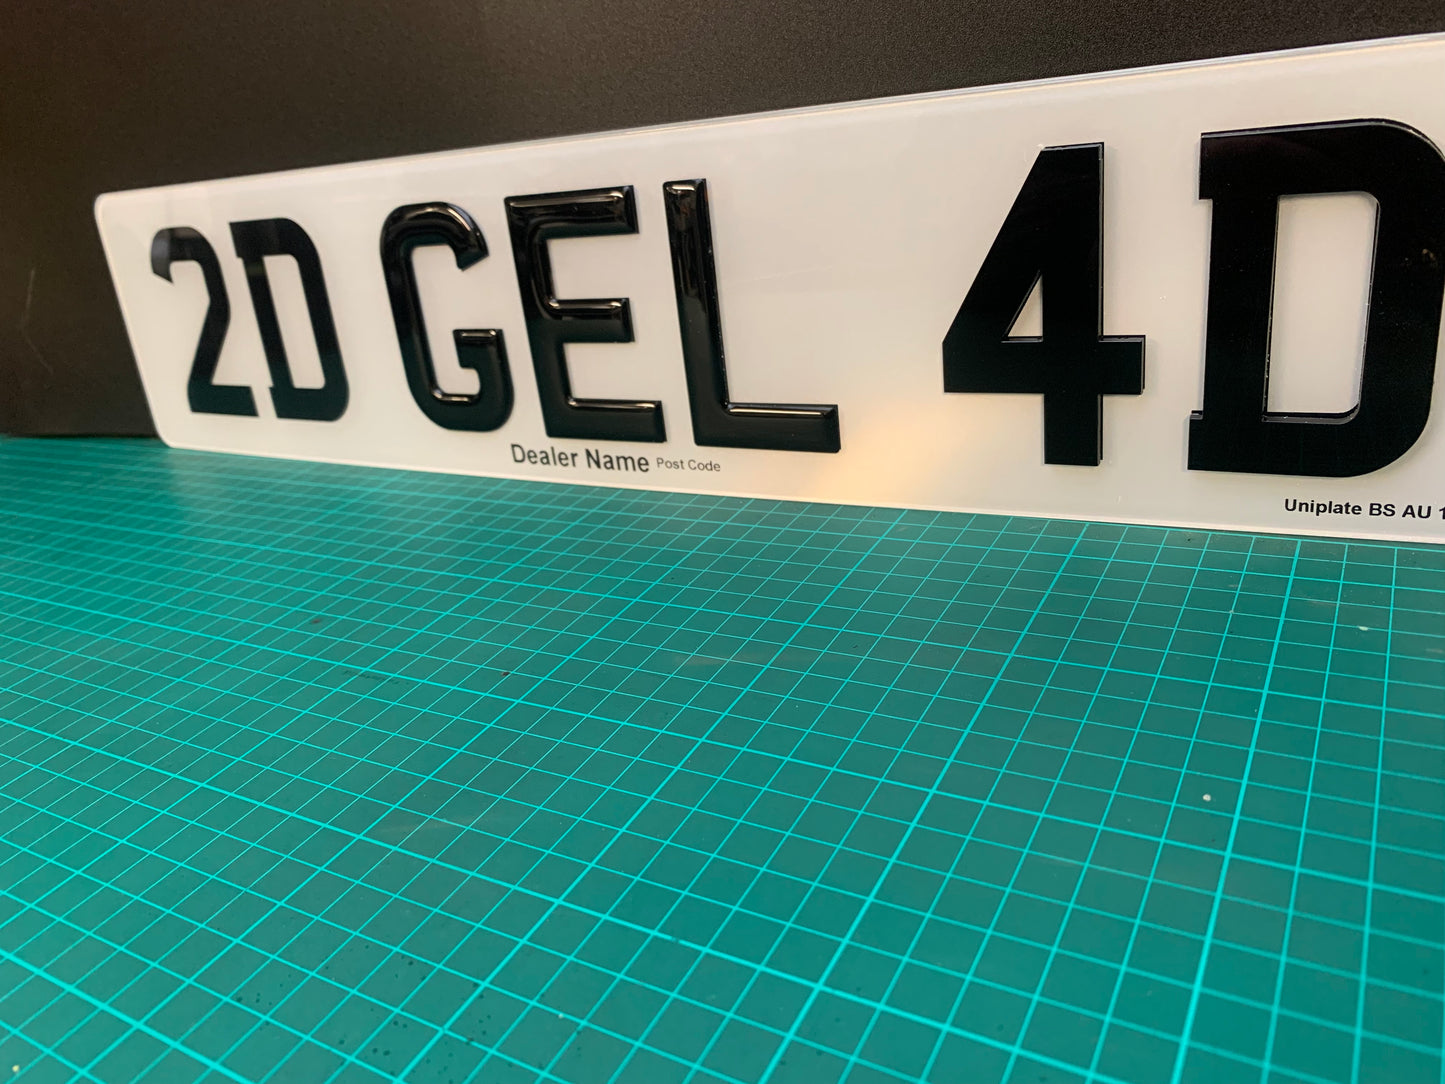 2D GEL 4D
Dealer Name Post Code
Uniplate BS AU